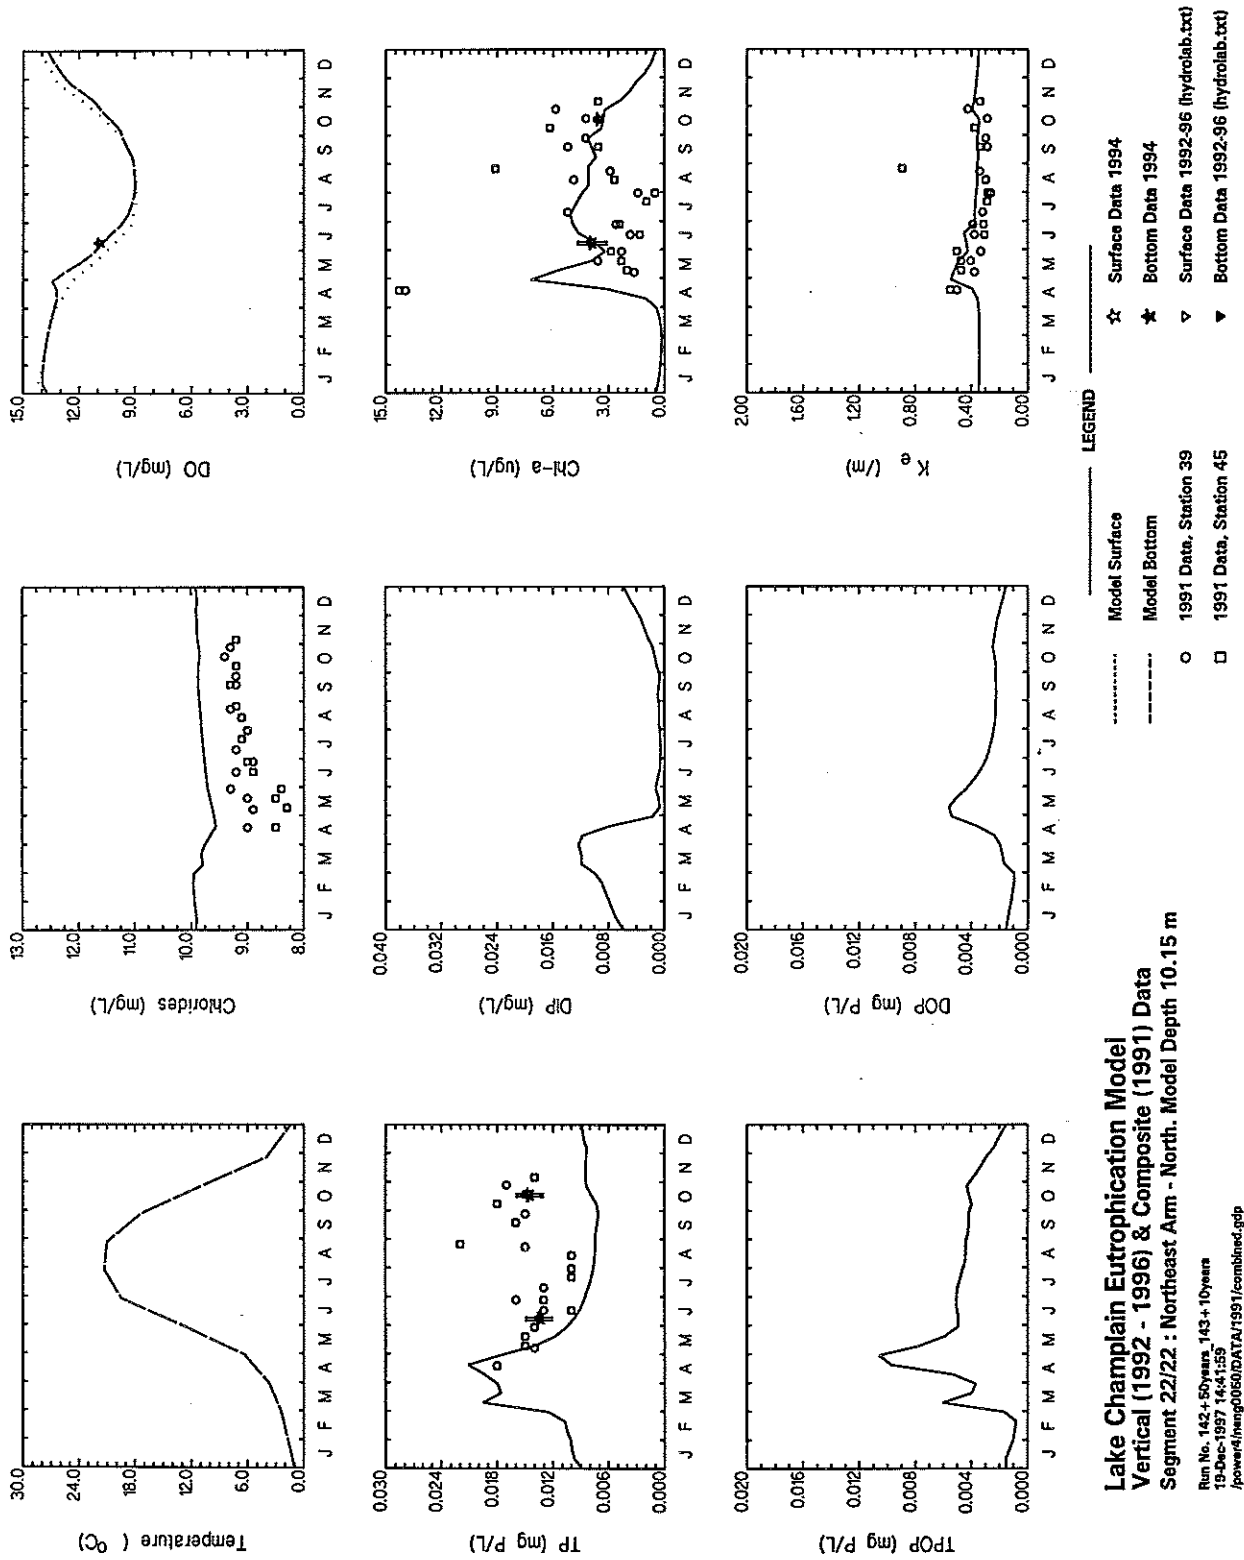 30.0
24.0
18.0
12.0
6.0
0.0
Temperature ( °C)
J F M A M J J A S O N D
13.0
12.0
11.0
10.0
9.0
8.0
Chlorides (mg/L)
J F M A M J J A S O N D
15.0
12.0
9.0
6.0
3.0
0.0
DO (mg/L)
J F M A M J J A S O N D
0.030
0.024
0.018
0.012
0.006
0.000
TP (mg P/L)
J F M A M J J A S O N D
0.040
0.032
0.024
0.016
0.008
0.000
DIP (mg/L)
J F M A M J J A S O N D
15.0
12.0
9.0
6.0
3.0
0.0
Chl-a (ug/L)
J F M A M J J A S O N D
0.020
0.016
0.012
0.008
0.004
0.000
TPOP (mg P/L)
J F M A M J J A S O N D
0.020
0.016
0.012
0.008
0.004
0.000
DOP (mg P/L)
J F M A M J J A S O N D
2.00
1.60
1.20
0.80
0.40
0.00
K e (/m)
J F M A M J J A S O N D
Lake Champlain Eutrophication Model
Vertical (1992 - 1996) & Composite (1991) Data
Segment 22/22 : Northeast Arm - North. Model Depth 10.15 m
Run No. 142+50years_143+10years
19-Dec-1997 14:41:59
/power4/neng0060/DATA/1991/combined.gdp
LEGEND
Model Surface
Model Bottom
1991 Data, Station 39
1991 Data, Station 45
Surface Data 1994
Bottom Data 1994
Surface Data 1992-96 (hydrolab.txt)
Bottom Data 1992-96 (hydrolab.txt)